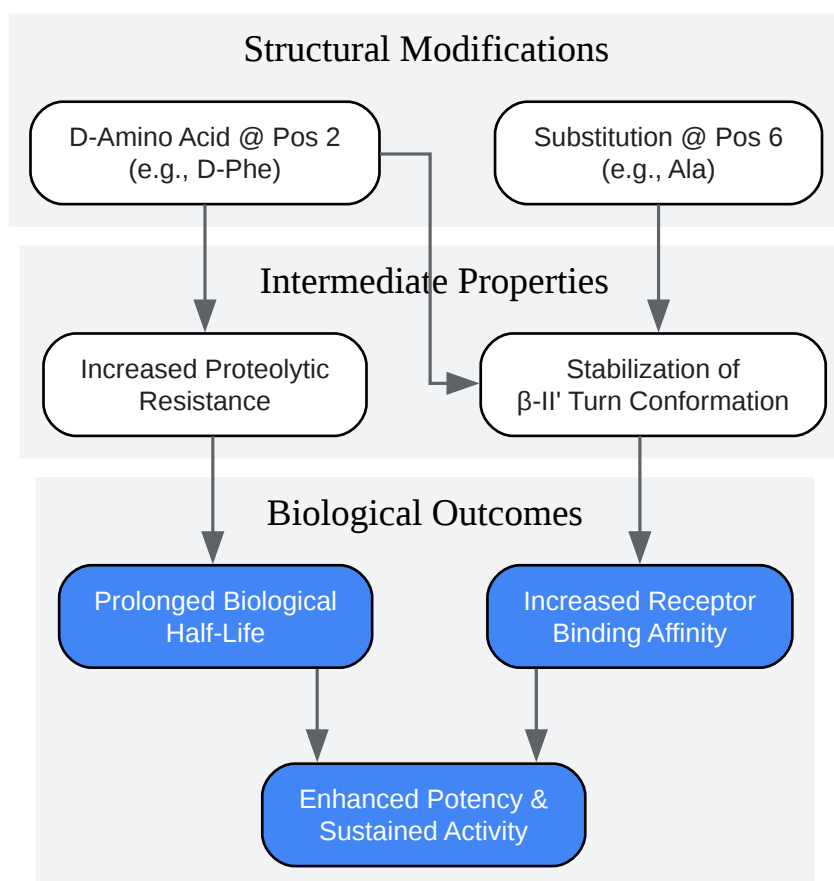 Structural Modifications
D-Amino Acid @ Pos 2
(e.g., D-Phe)
Substitution @ Pos 6
(e.g., Ala)
Intermediate Properties
Increased Proteolytic
Resistance
Stabilization of
β-II' Turn Conformation
Biological Outcomes
Prolonged Biological
Half-Life
Increased Receptor
Binding Affinity
Enhanced Potency &
Sustained Activity